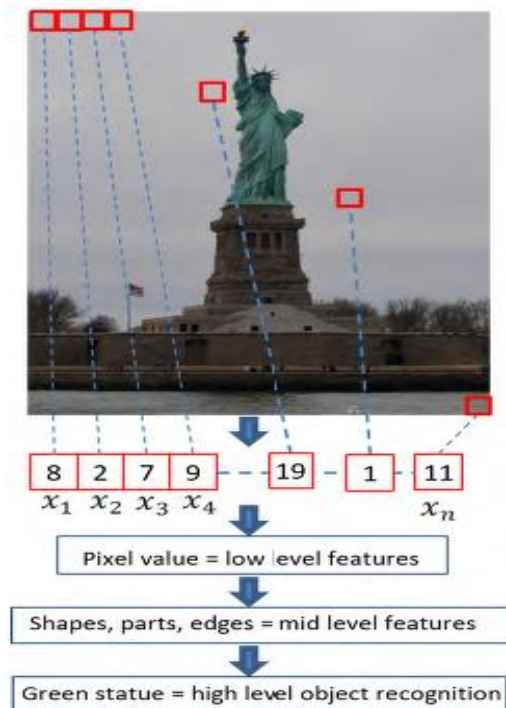 8 2 7 9 19 1 11
x₁ x₂ x₃ x₄ xₙ
Pixel value = low level features
Shapes, parts, edges = mid level features
Green statue = high level object recognition